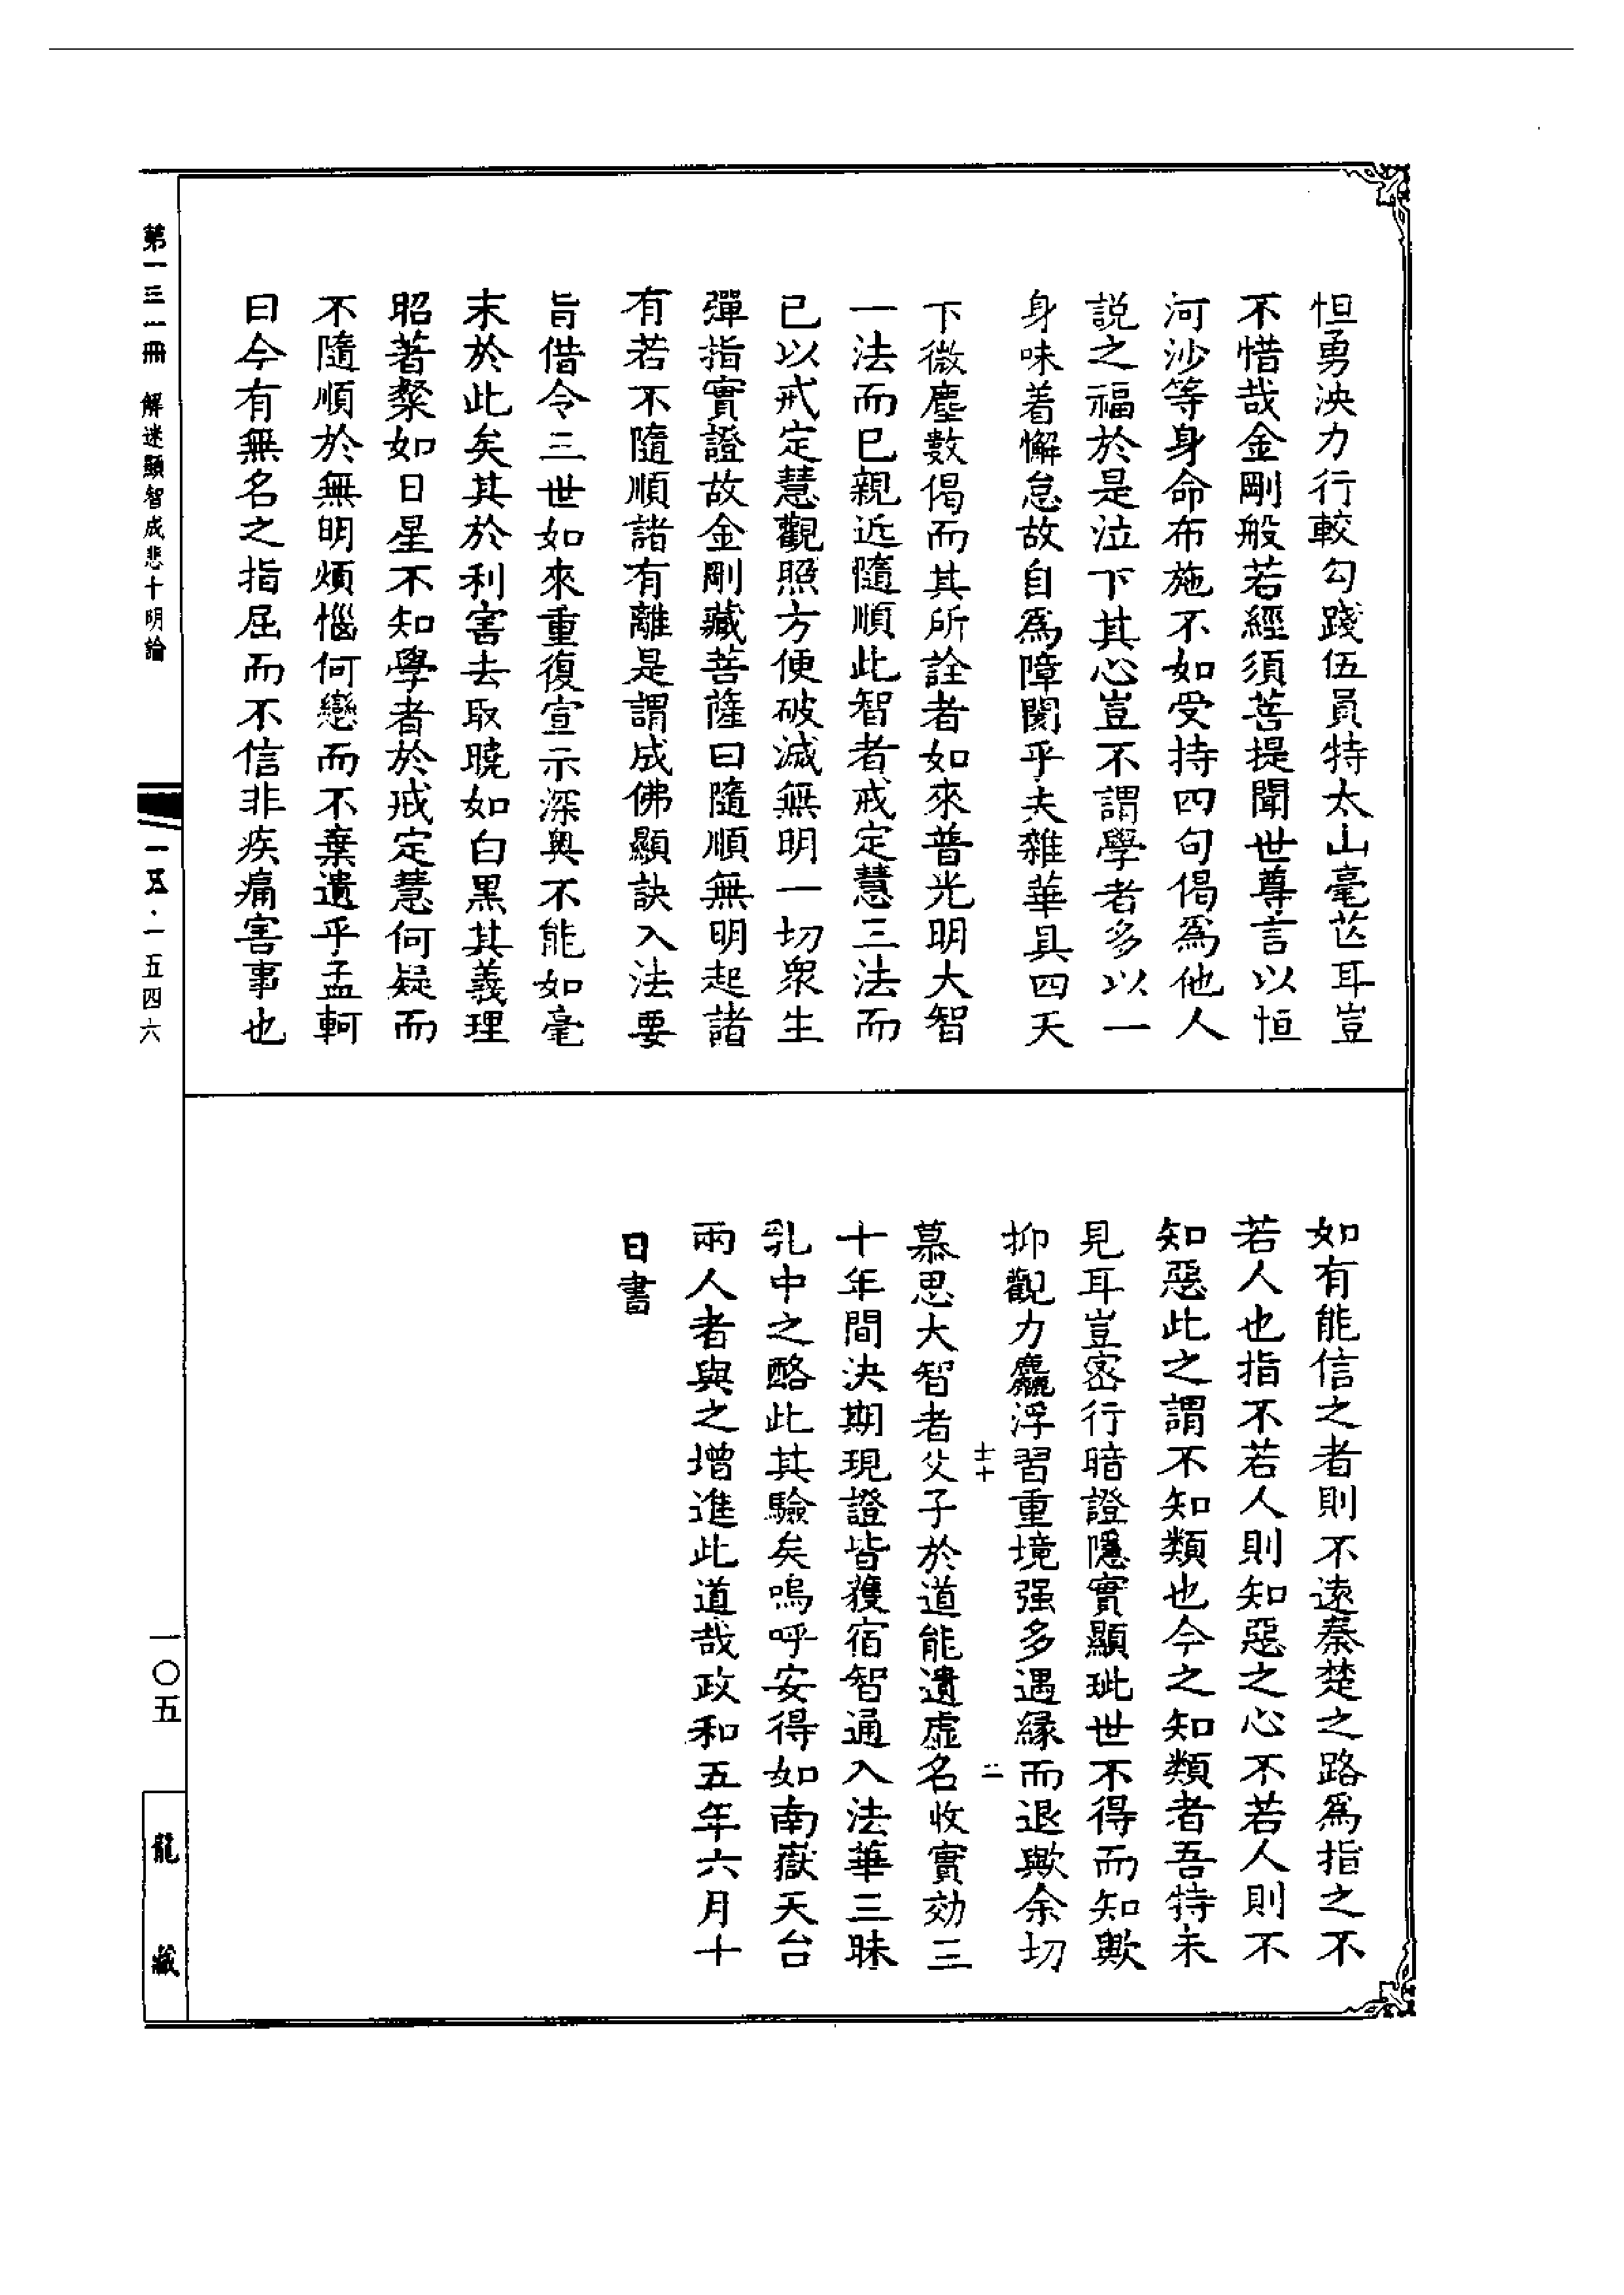 怛勇決力行較勾踐伍員特太山毫芒耳豈
不惜哉金剛般若經須菩提聞世尊言以恒
河沙等身命布施不如受持四句偈爲他人
説之福於是泣下其心豈不謂學者多以一
身味着懈怠故自爲障閡乎夫雜華具四天
下微塵數偈而其所詮者如來普光明大智
一法而已親近隨順此智者戒定慧三法而
已以戒定慧觀照方便破滅無明一切衆生
彈指實證故金剛藏菩薩曰隨順無明起諸
有若不隨順諸有離是謂成佛顯訣入法要
旨借令三世如來重復宣示深奥不能如毫
末於此矣其於利害去取曉如白黑其義理
昭著粲如日星不知學者於戒定慧何疑而
不隨順於無明煩惱何戀而不棄遺乎孟軻
曰今有無名之指屈而不信非疾痛害事也
如有能信之者則不遠秦楚之路爲指之不
若人也指不若人則知惡之心不若人則不
知惡此之謂不知類也今之知類者吾特未
見耳豈密行暗證隱實顯玼世不得而知歟
抑觀力麤浮習重境强多遇緣而退歟余切
慕思大智者父子於道能遺虛名收實効三
十年間決期現證皆獲宿智通入法華三昧
乳中之酪此其驗矣嗚呼安得如南嶽天台
兩人者與之增進此道哉政和五年六月十
日書
士十
二
第一三一冊 解迷顯智成悲十明論
一五·一五四六
一〇五
龍藏